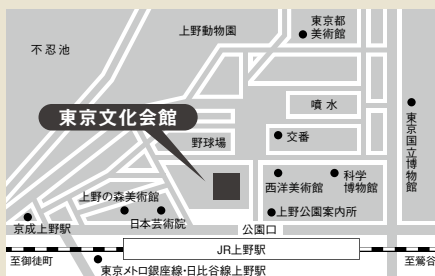 東京都
美術館
上野動物園
不忍池
噴水
東京文化会館
野球場
交番
東京国立博物館
西洋美術館
科学
博物館
上野の森美術館
日本芸術院
上野公園案内所
京成上野駅
公園口
JR上野駅
至御徒町
至鶯谷
東京メトロ銀座線・日比谷線上野駅